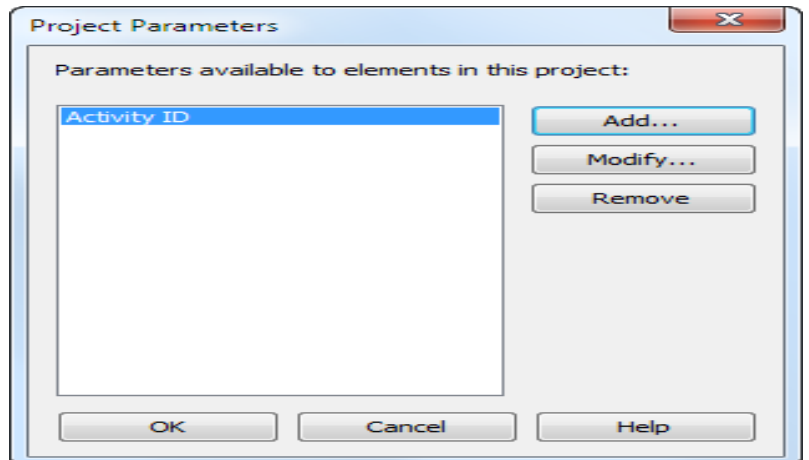 Project Parameters
Parameters available to elements in this project:
Activity ID
Add...
Modify...
Remove
OK
Cancel
Help